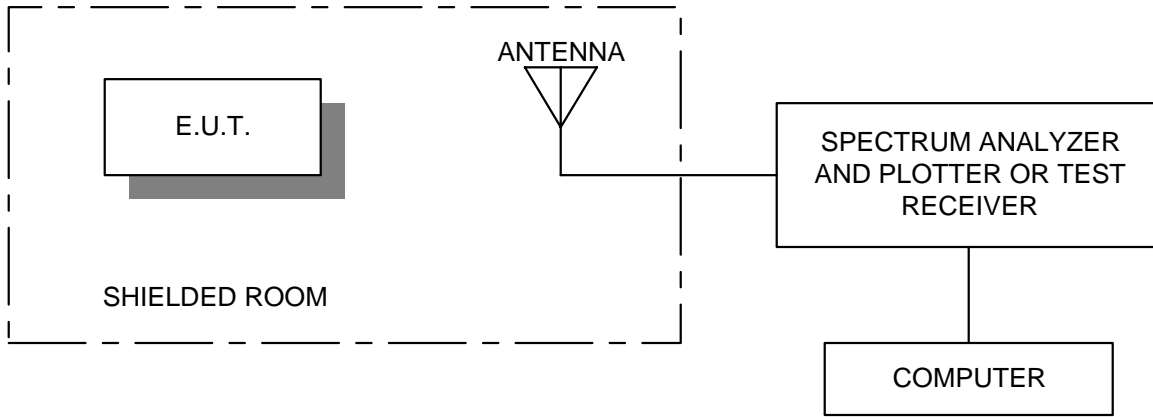 ANTENNA
E.U.T.
SPECTRUM ANALYZER
AND PLOTTER OR TEST
RECEIVER
SHIELDED ROOM
COMPUTER